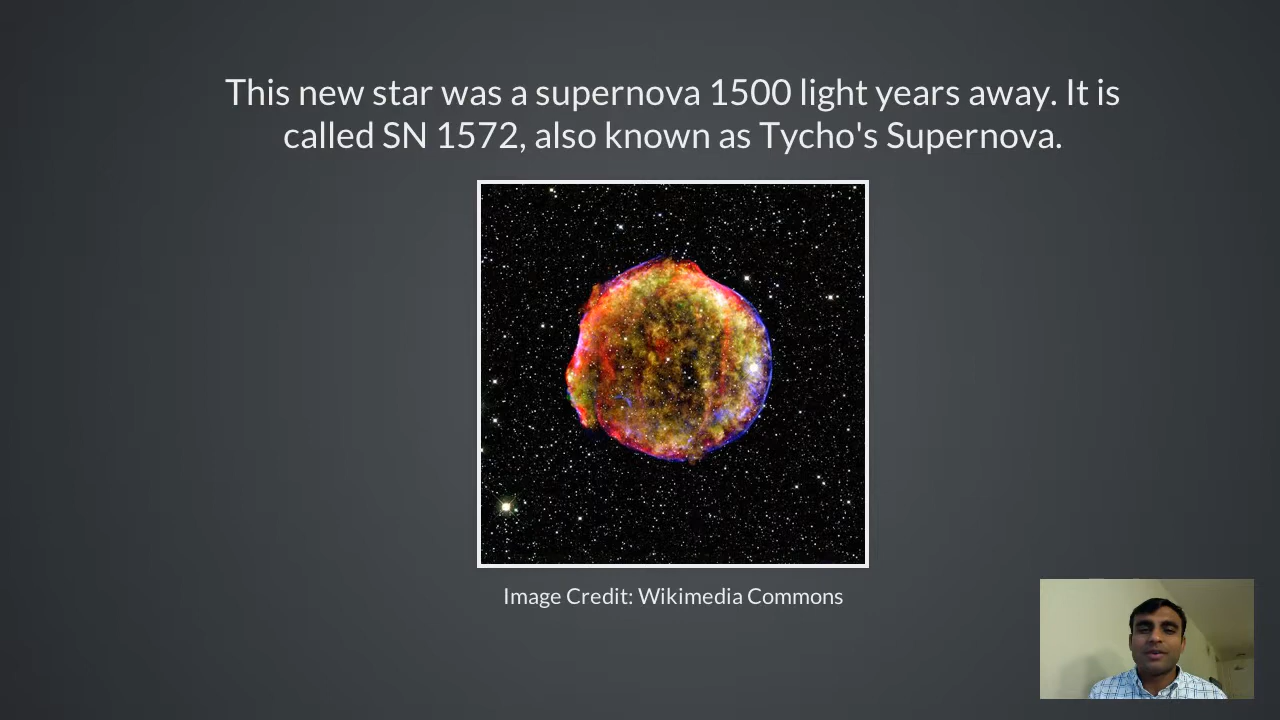 This new star was a supernova 1500 light years away. It is
called SN 1572, also known as Tycho's Supernova.
Image Credit: Wikimedia Commons